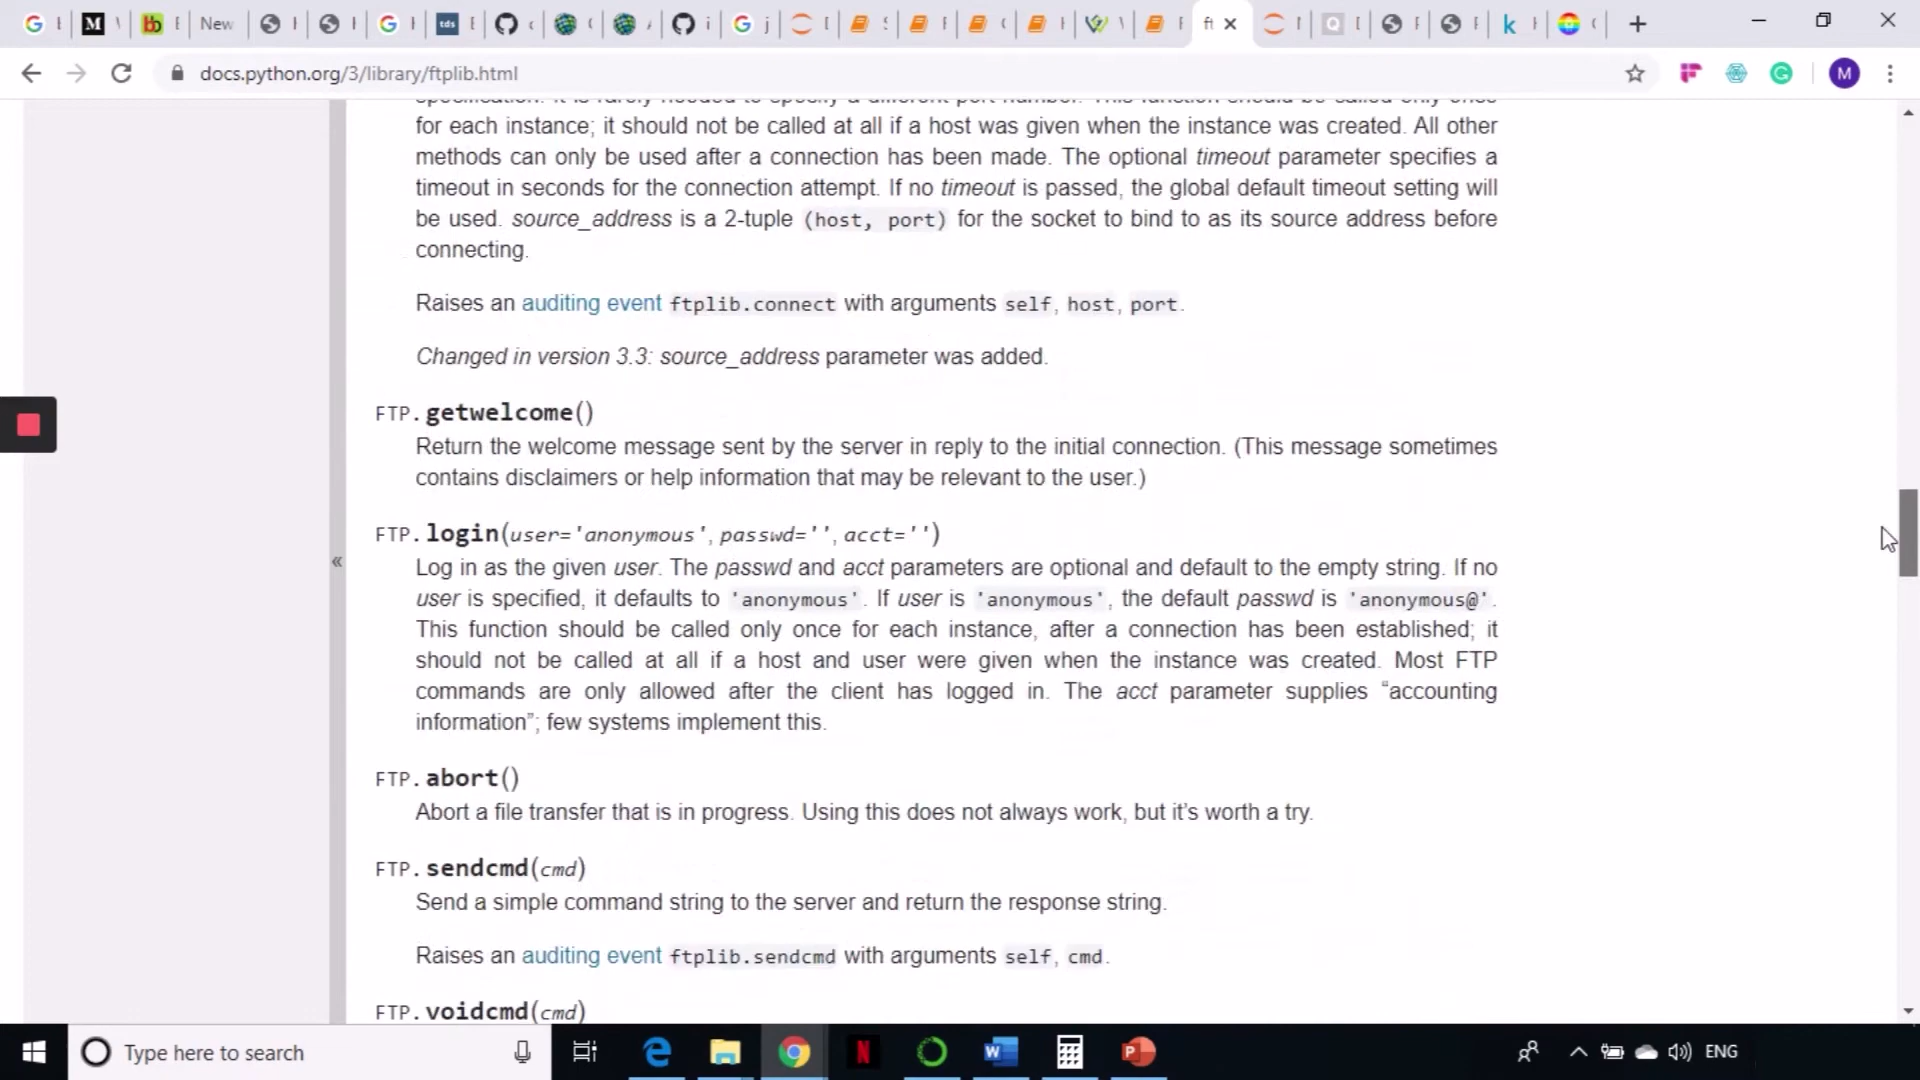 New
docs.python.org/3/library/ftplib.html
M
for each instance; it should not be called at all if a host was given when the instance was created. All other
methods can only be used after a connection has been made. The optional timeout parameter specifies a
timeout in seconds for the connection attempt. If no timeout is passed, the global default timeout setting will
be used. source_address is a 2-tuple (host, port) for the socket to bind to as its source address before
connecting.
Raises an auditing event ftplib.connect with arguments self, host, port.
Changed in version 3.3: source_address parameter was added.
FTP.getwelcome()
Return the welcome message sent by the server in reply to the initial connection. (This message sometimes
contains disclaimers or help information that may be relevant to the user.)
FTP.login(user='anonymous', passwd='', acct='')
Log in as the given user. The passwd and acct parameters are optional and default to the empty string. If no
user is specified, it defaults to 'anonymous'. If user is 'anonymous', the default passwd is 'anonymous@'.
This function should be called only once for each instance, after a connection has been established; it
should not be called at all if a host and user were given when the instance was created. Most FTP
commands are only allowed after the client has logged in. The acct parameter supplies “accounting
information”; few systems implement this.
FTP.abort()
Abort a file transfer that is in progress. Using this does not always work, but it’s worth a try.
FTP.sendcmd(cmd)
Send a simple command string to the server and return the response string.
Raises an auditing event ftplib.sendcmd with arguments self, cmd.
FTP.voidcmd(cmd)
Type here to search
ENG